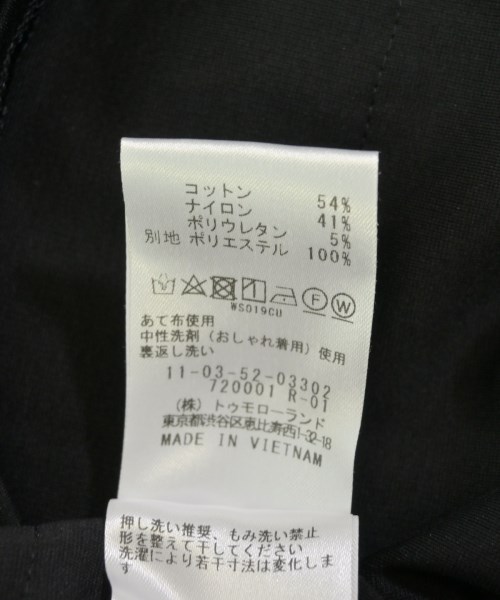 コットン 54%
ナイロン 41%
ポリウレタン 5%
別地 ポリエステル 100%
F W
WS019CU
あて布使用
中性洗剤（おしゃれ着用）使用
裏返し洗い
11-03-52-03302
720001 R-01
（株）トゥモローランド
東京都渋谷区恵比寿西1-32-18
MADE IN VIETNAM
押し洗い推奨、もみ洗い禁止
形を整えて干してください
洗濯により若干寸法は変化しま
す